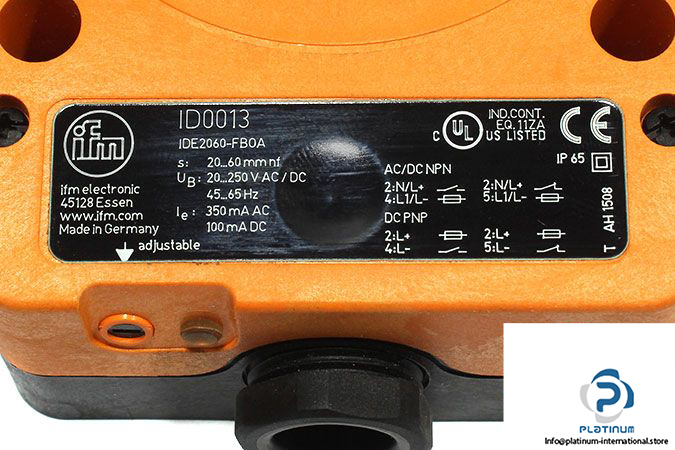 ifm
ifm electronic
45128 Essen
www.ifm.com
Made in Germany
adjustable
ID0013
IDE2060-FBOA
s: 20...60 mm nf
UB: 20...250 V AC / DC
45...65 Hz
Ie: 350 mA AC
100 mA DC
AC/DC NPN
2:N/L+ 2:N/L+
4:L1/L- 5:L1/L-
DC PNP
2:L+ 2:L+
4:L- 5:L-
IND.CONT.
EQ.11ZA
C UL US LISTED
CE
IP 65
T AH1508
PLATINUM
Info@platinum-international.store